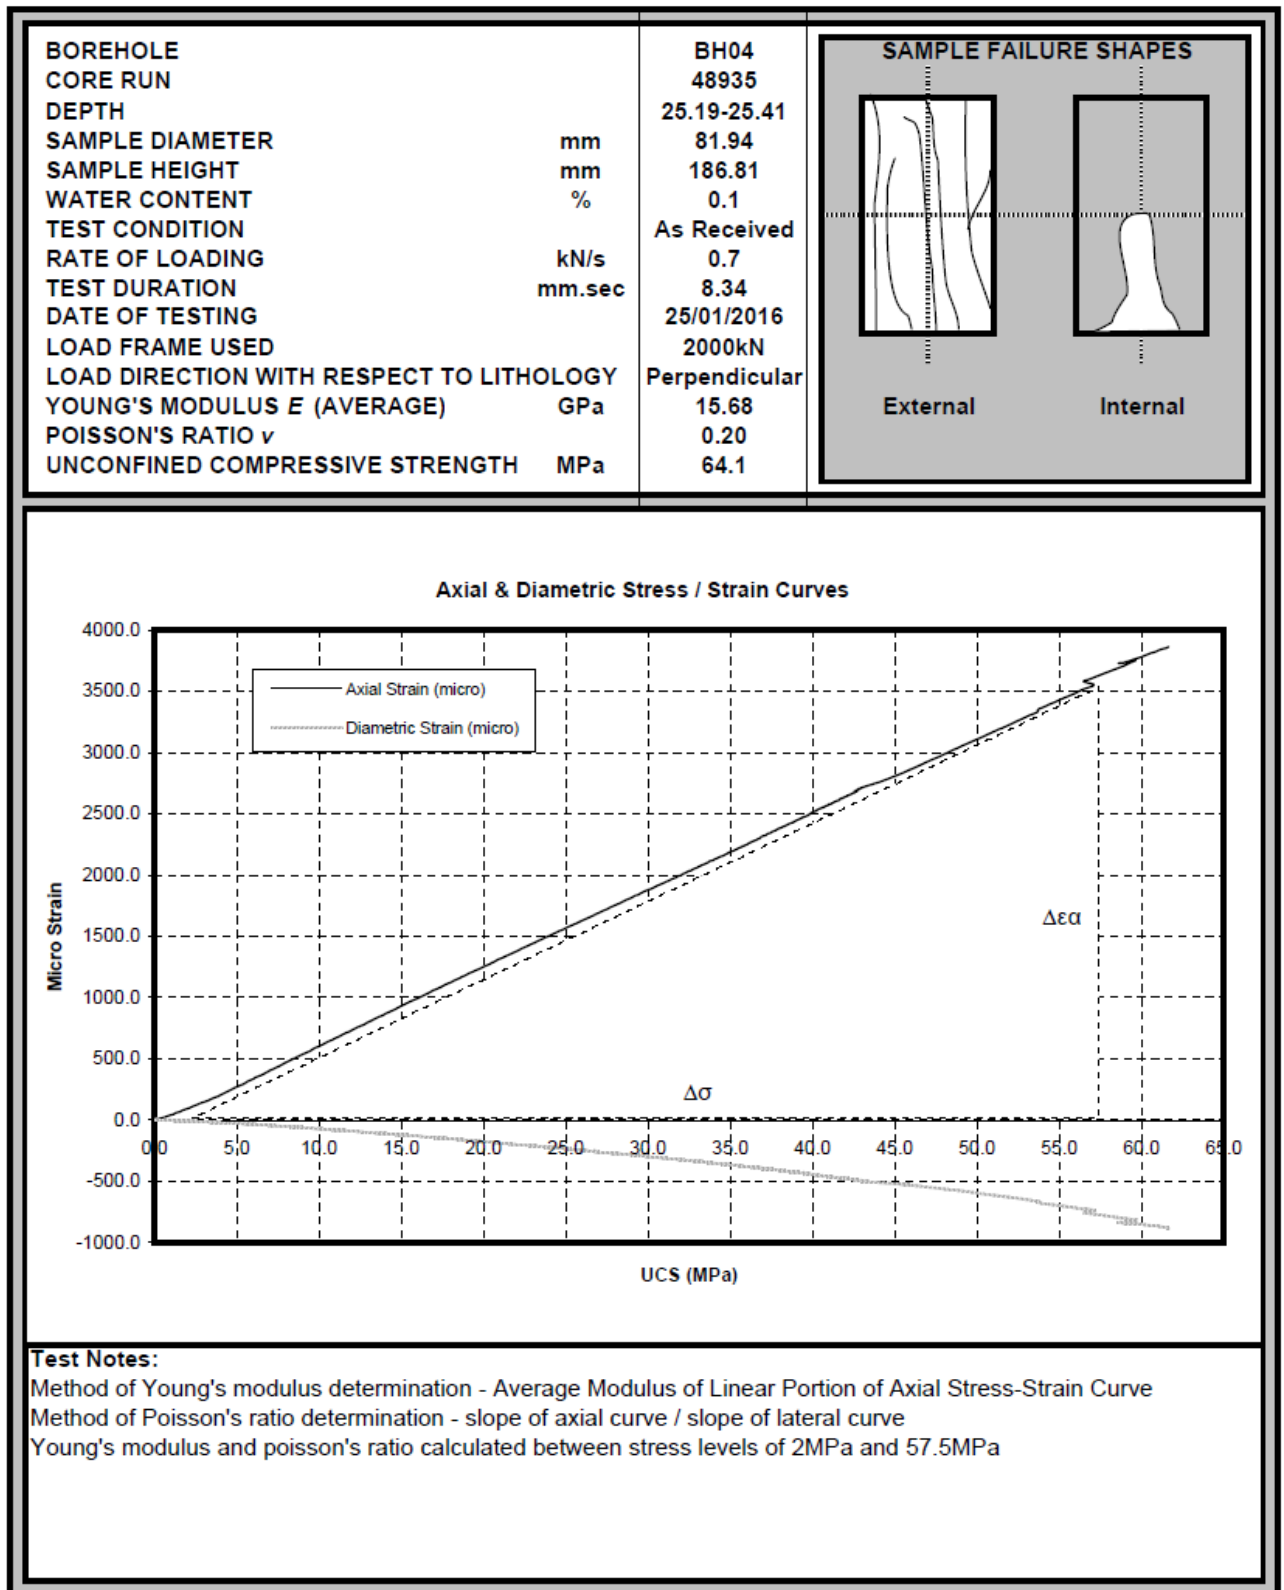 BOREHOLE BH04
CORE RUN 48935
DEPTH 25.19-25.41
SAMPLE DIAMETER mm 81.94
SAMPLE HEIGHT mm 186.81
WATER CONTENT % 0.1
TEST CONDITION As Received
RATE OF LOADING kN/s 0.7
TEST DURATION mm.sec 8.34
DATE OF TESTING 25/01/2016
LOAD FRAME USED 2000kN
LOAD DIRECTION WITH RESPECT TO LITHOLOGY Perpendicular
YOUNG'S MODULUS E (AVERAGE) GPa 15.68
POISSON'S RATIO v 0.20
UNCONFINED COMPRESSIVE STRENGTH MPa 64.1
SAMPLE FAILURE SHAPES
External Internal
Axial & Diametric Stress / Strain Curves
4000.0
3500.0
3000.0
2500.0
2000.0
1500.0
1000.0
500.0
0.0
-500.0
-1000.0
Micro Strain
Axial Strain (micro)
Diametric Strain (micro)
Δεα
Δσ
0.0 5.0 10.0 15.0 20.0 25.0 30.0 35.0 40.0 45.0 50.0 55.0 60.0 65.0
UCS (MPa)
Test Notes:
Method of Young's modulus determination - Average Modulus of Linear Portion of Axial Stress-Strain Curve
Method of Poisson's ratio determination - slope of axial curve / slope of lateral curve
Young's modulus and poisson's ratio calculated between stress levels of 2MPa and 57.5MPa